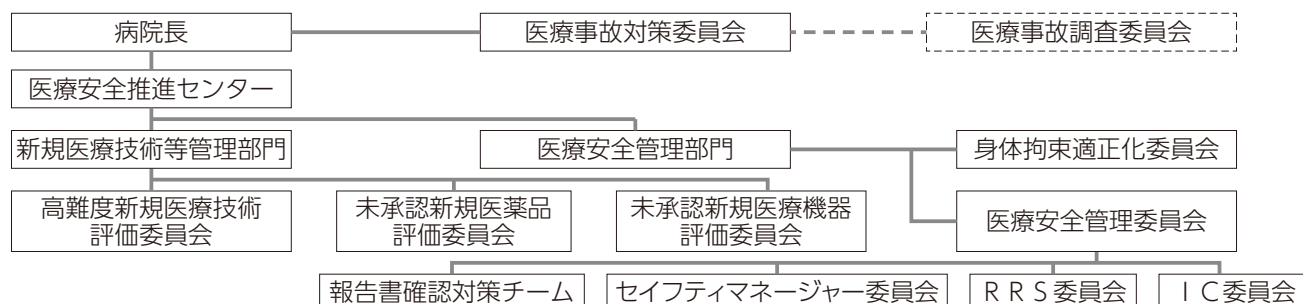 病院長
医療事故対策委員会
医療事故調査委員会
医療安全推進センター
新規医療技術等管理部門
医療安全管理部門
身体拘束適正化委員会
高難度新規医療技術
評価委員会
未承認新規医薬品
評価委員会
未承認新規医療機器
評価委員会
医療安全管理委員会
報告書確認対策チーム
セイフティマネージャー委員会
ＲＲＳ委員会
ＩＣ委員会